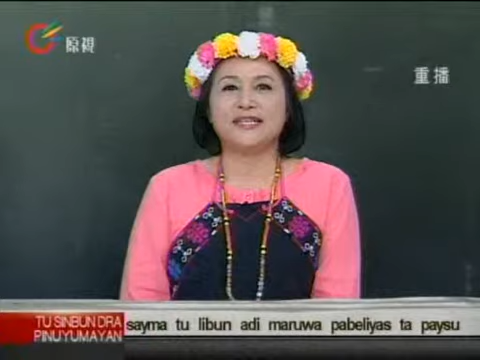 原視
重播
TU SINBUN DRA
PINUYUMAYAN
sayma tu libun adi maruwa pabeliyas ta paysu